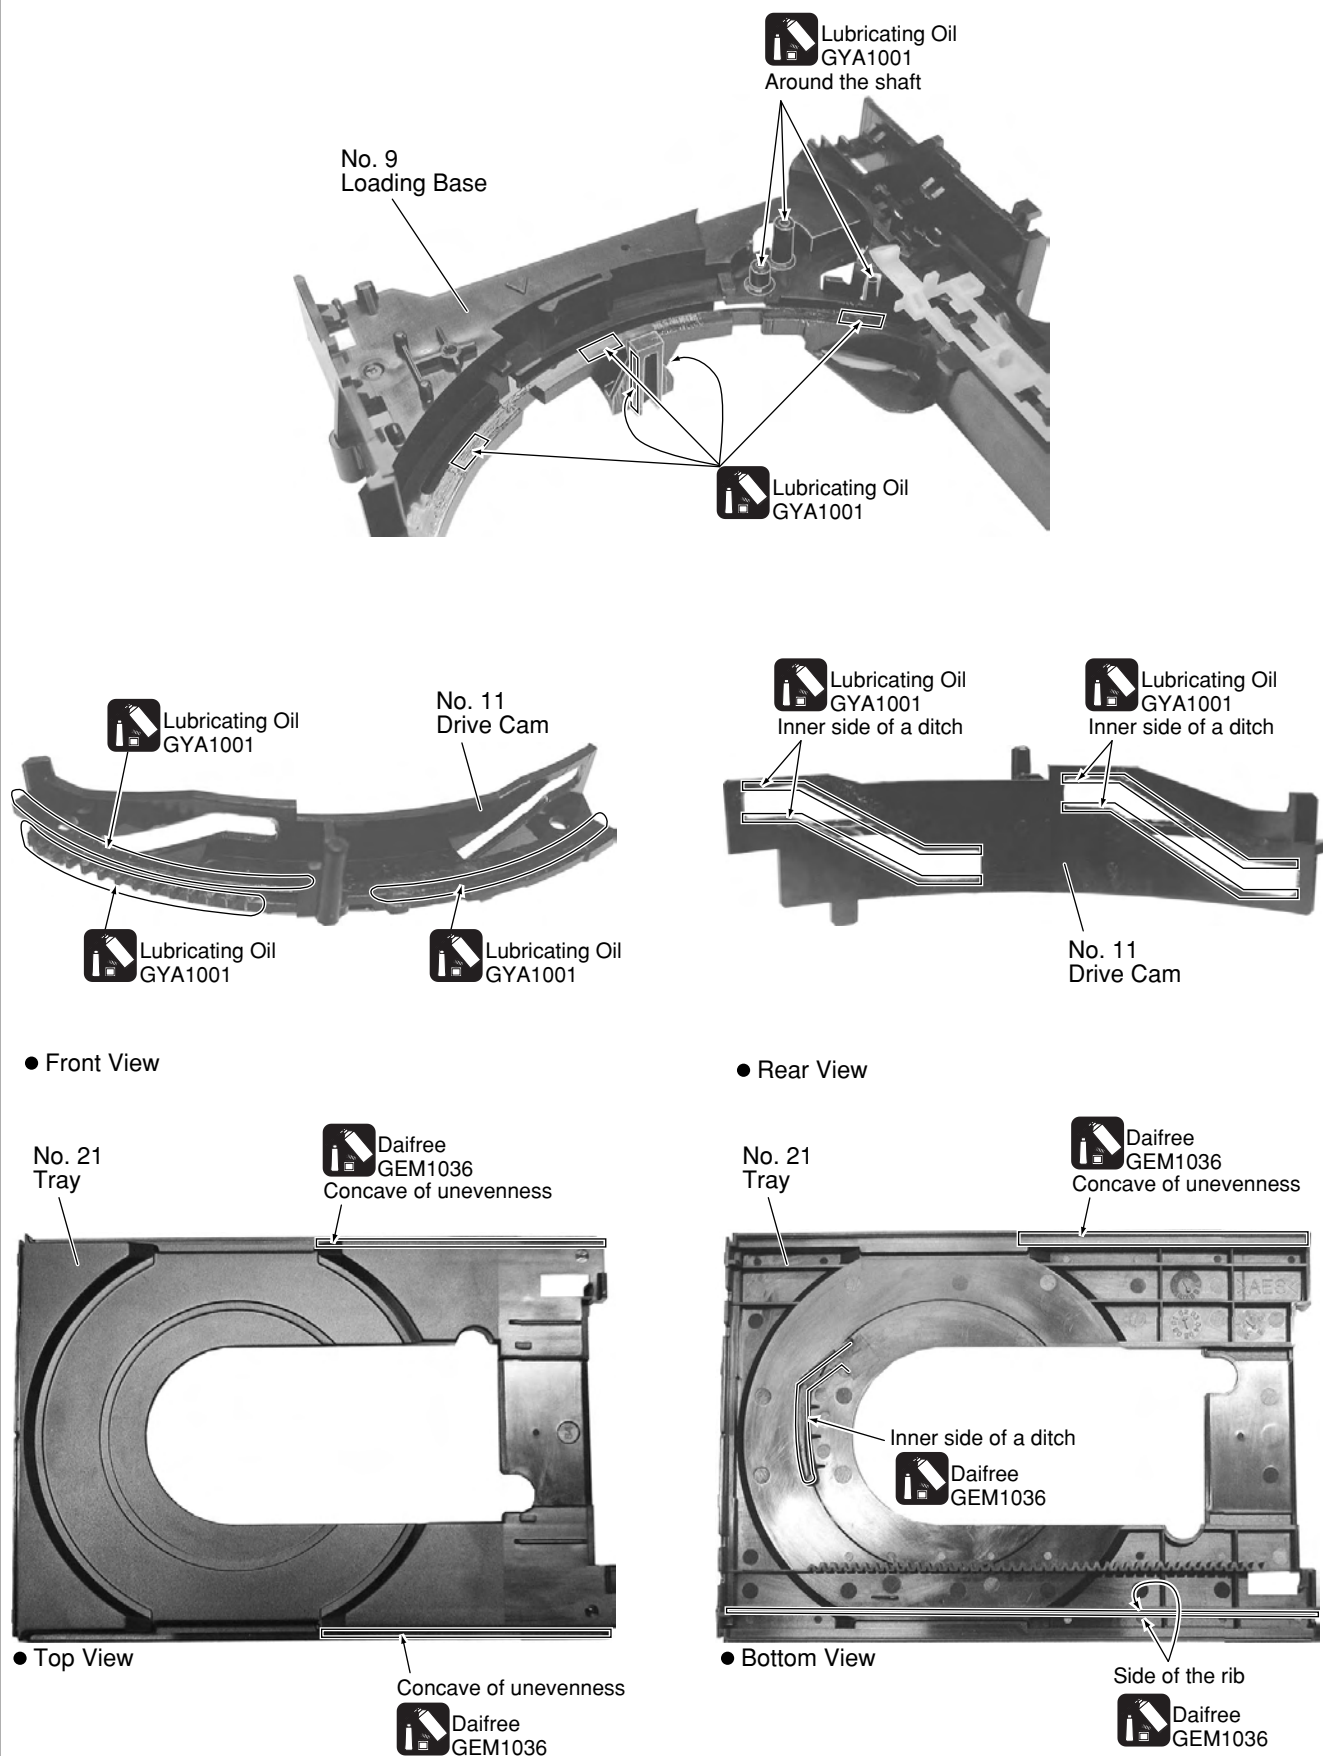 Lubricating Oil
GYA1001
Around the shaft
No. 9
Loading Base
Lubricating Oil
GYA1001
Lubricating Oil
GYA1001
No. 11
Drive Cam
Lubricating Oil
GYA1001
Inner side of a ditch
Lubricating Oil
GYA1001
Inner side of a ditch
Lubricating Oil
GYA1001
Lubricating Oil
GYA1001
No. 11
Drive Cam
● Front View
● Rear View
No. 21
Tray
Daifree
GEM1036
Concave of unevenness
No. 21
Tray
Daifree
GEM1036
Concave of unevenness
AES
Inner side of a ditch
Daifree
GEM1036
● Top View
Concave of unevenness
Daifree
GEM1036
● Bottom View
Side of the rib
Daifree
GEM1036